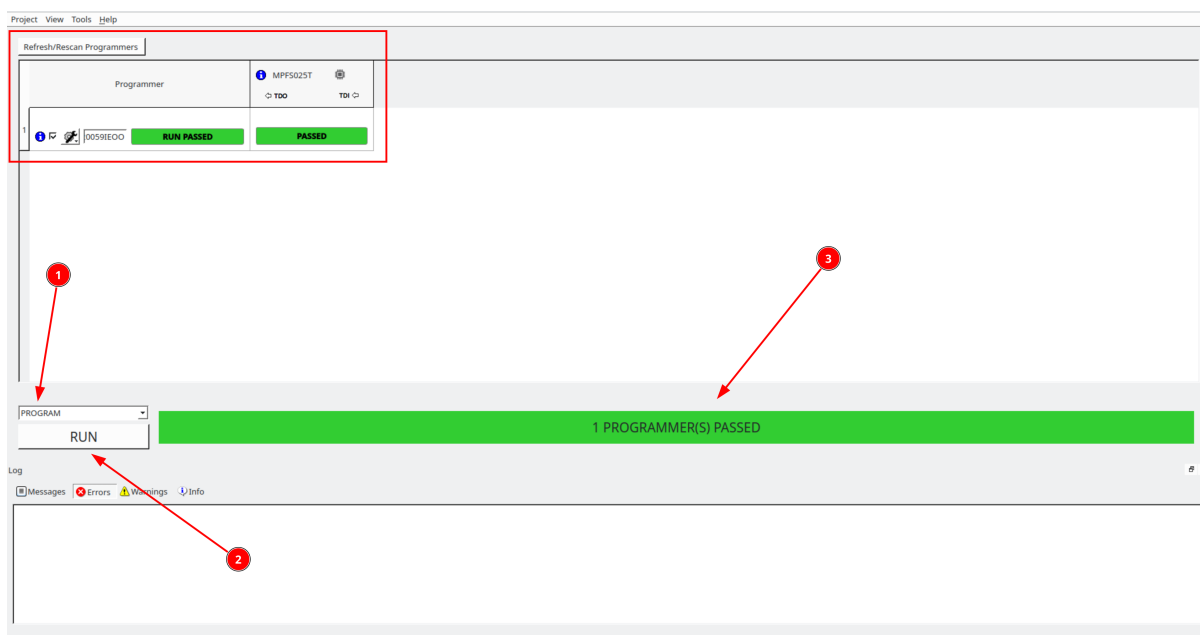 Project View Tools Help
Refresh/Rescan Programmers
Programmer
MPFS025T
TDO TDI
1
0059IEOO RUN PASSED PASSED
1
3
PROGRAM
RUN
1 PROGRAMMER(S) PASSED
Log
Messages Errors Warnings Info
2